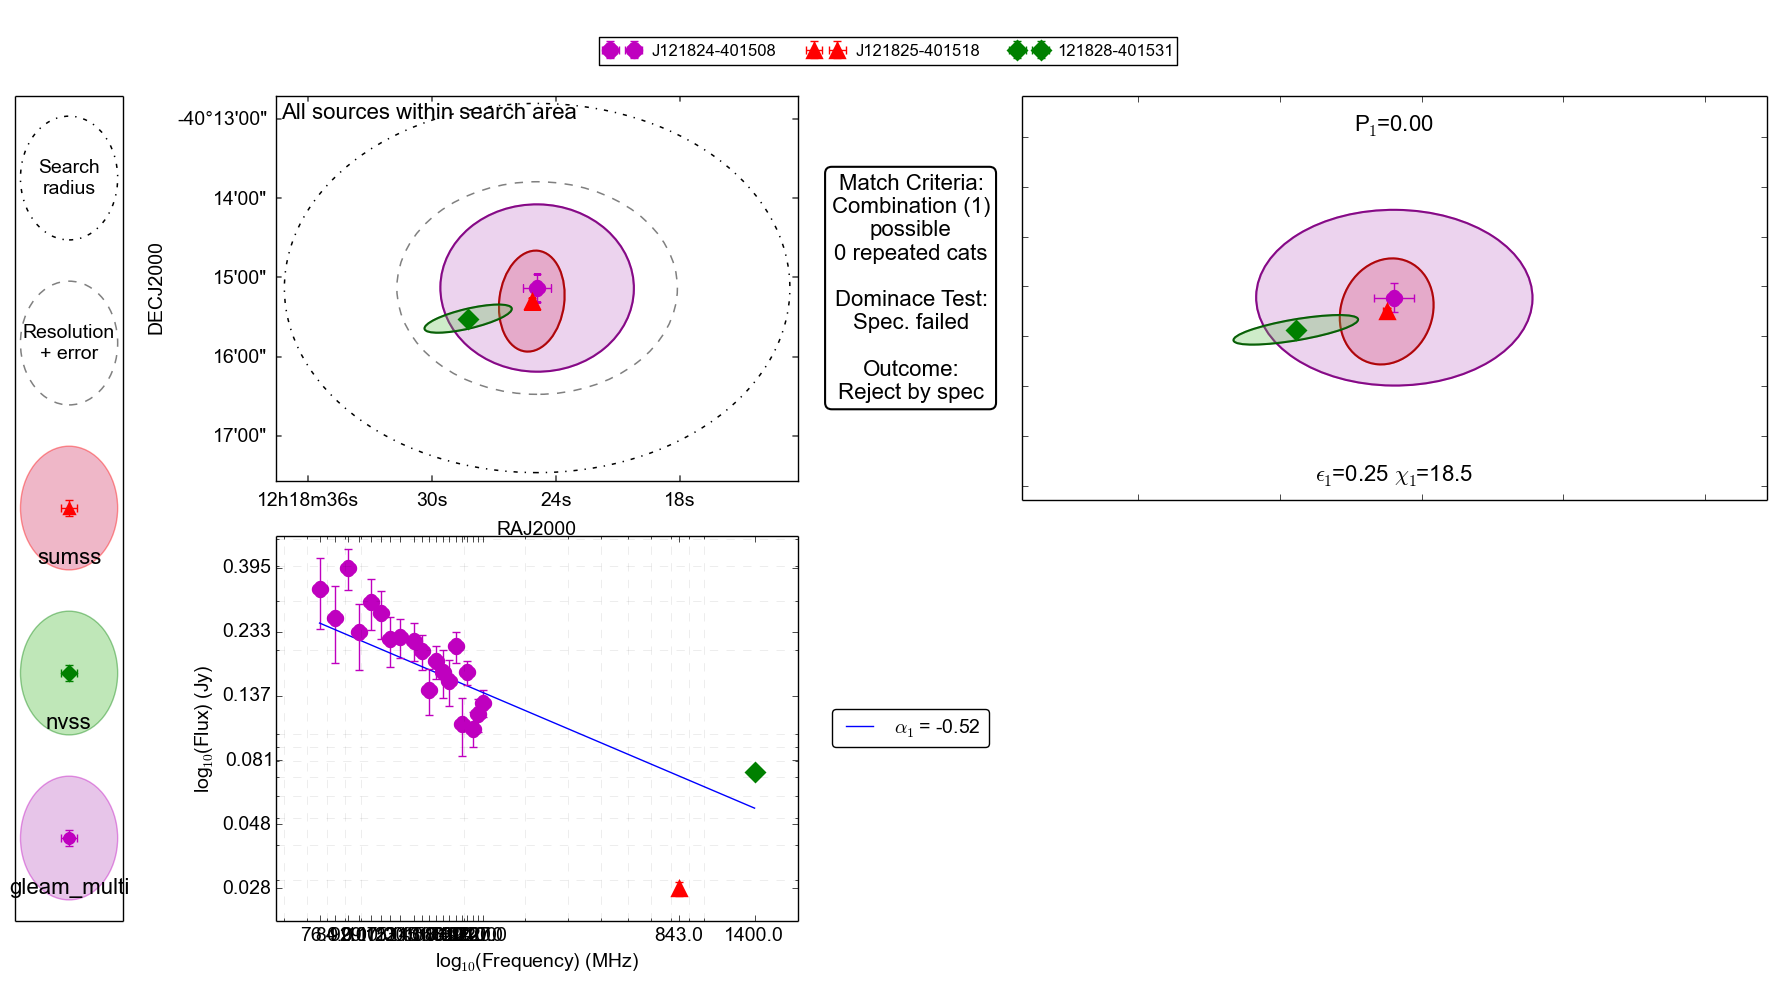 J121824-401508 J121825-401518 121828-401531
Search
radius
Resolution
+ error
sumss
nvss
gleam_multi
All sources within search area
-40°13'00"
14'00"
15'00"
16'00"
17'00"
DECJ2000
12h18m36s 30s 24s 18s
RAJ2000
Match Criteria:
Combination (1)
possible
0 repeated cats
Dominace Test:
Spec. failed
Outcome:
Reject by spec
P1=0.00
ϵ1=0.25 χ1=18.5
0.395
0.233
0.137
0.081
0.048
0.028
log10(Flux) (Jy)
843.0 1400.0
log10(Frequency) (MHz)
α1 = -0.52